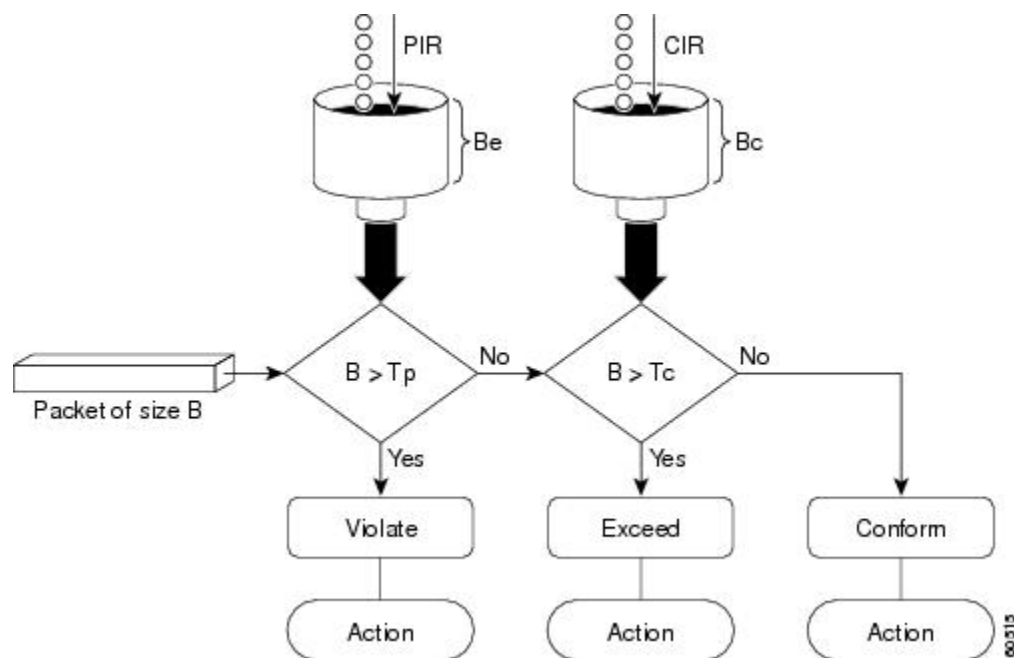 PIR
CIR
Be
Bc
B > Tp
No
B > Tc
No
Packet of size B
Yes
Yes
Violate
Exceed
Conform
Action
Action
Action
60515